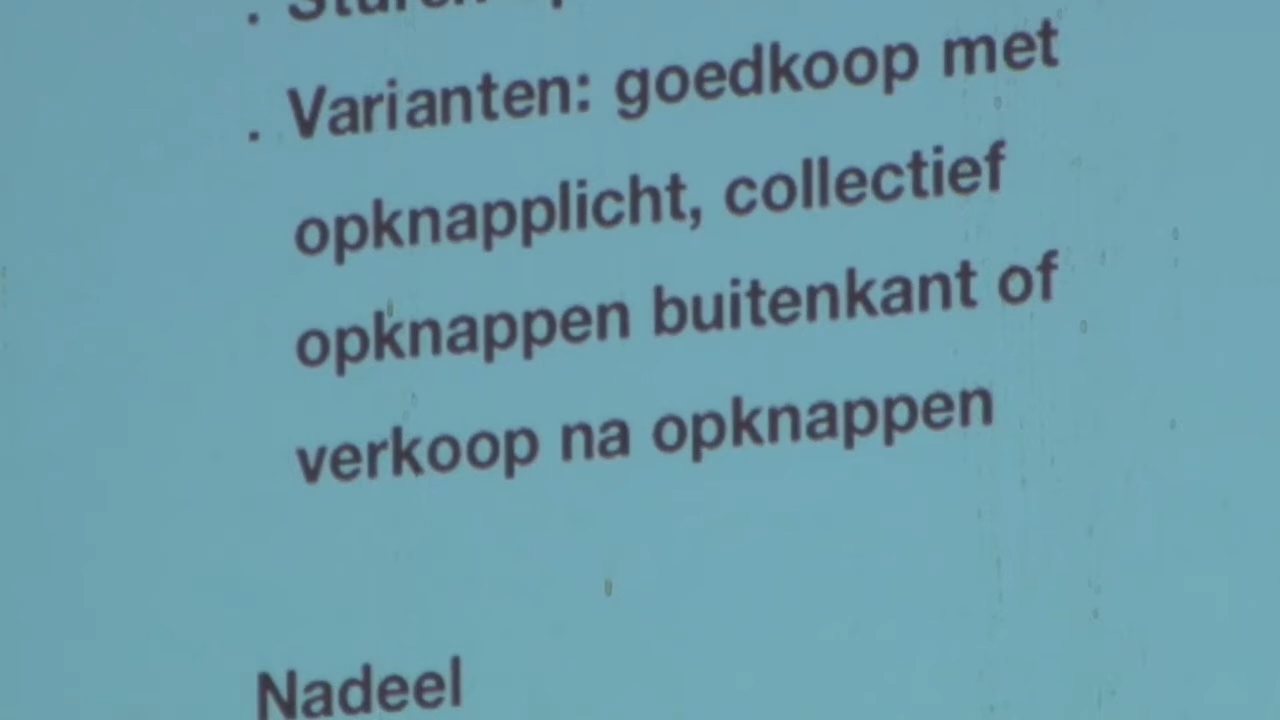 . Varianten: goedkoop met
opknapplicht, collectief
opknappen buitenkant of
verkoop na opknappen
Nadeel